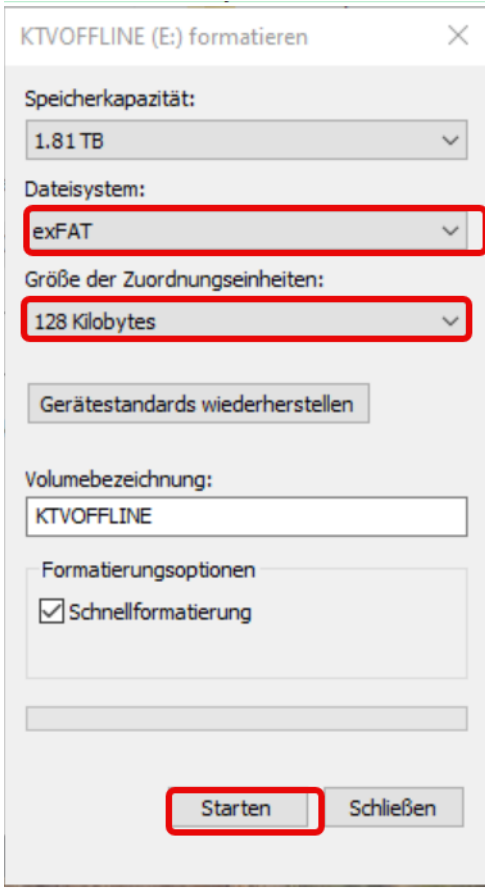 KTVOFFLINE (E:) formatieren
Speicherkapazität:
1.81 TB
Dateisystem:
exFAT
Größe der Zuordnungseinheiten:
128 Kilobytes
Gerätestandards wiederherstellen
Volumebezeichnung:
KTVOFFLINE
Formatierungsoptionen
Schnellformatierung
Starten Schließen